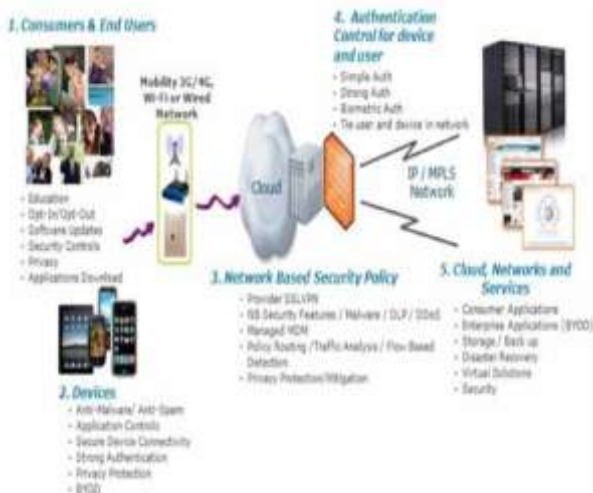 1. Consumers & End Users
- Education
- Opt-In/Opt-Out
- Software Updates
- Security Controls
- Privacy
- Applications Download
Mobility 3G/4G,
Wi-Fi or Wired
Network
2. Devices
- Anti-Malware/ Anti-Spam
- Application Controls
- Secure Device Connectivity
- Strong Authentication
- Privacy Protection
- BYOD
Cloud
3. Network Based Security Policy
- Provider SSLVPN
- NB Security Features / Malware / DLP / DDoS
- Managed MDM
- Policy Routing /Traffic Analysis / Flow Based
Detection
- Privacy Protection/Mitigation
4. Authentication
Control for device
and user
- Simple Auth
- Strong Auth
- Biometric Auth
- Tie user and device in network
IP / MPLS
Network
5. Cloud, Networks and
Services
- Consumer Applications
- Enterprise Applications (BYOD)
- Storage / Back up
- Disaster Recovery
- Virtual Solutions
- Security